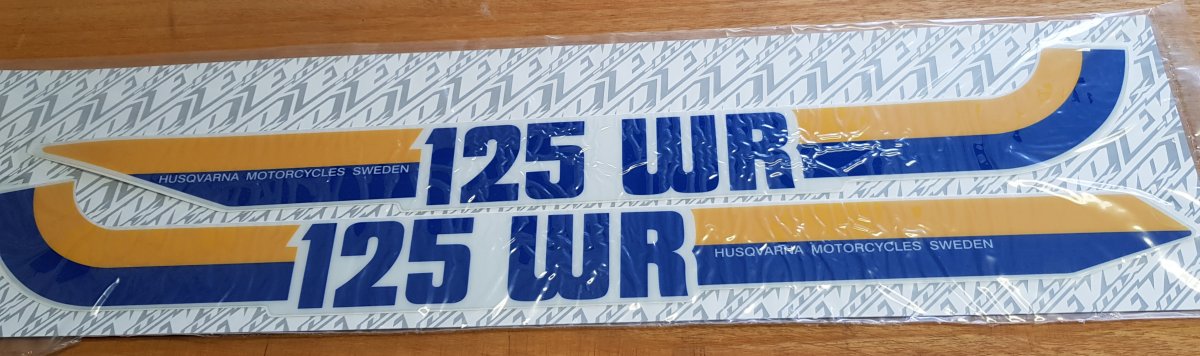 125 WR
HUSQVARNA MOTORCYCLES SWEDEN
125 WR
HUSQVARNA MOTORCYCLES SWEDEN